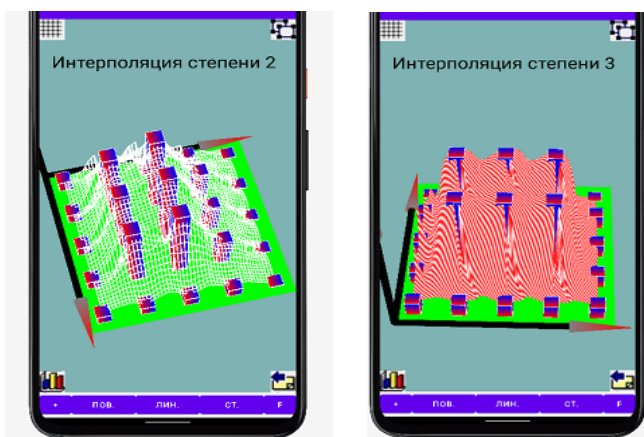 Интерполяция степени 2
+ ПОВ. ЛИН. СТ. F
Интерполяция степени 3
+ ПОВ. ЛИН. СТ. F